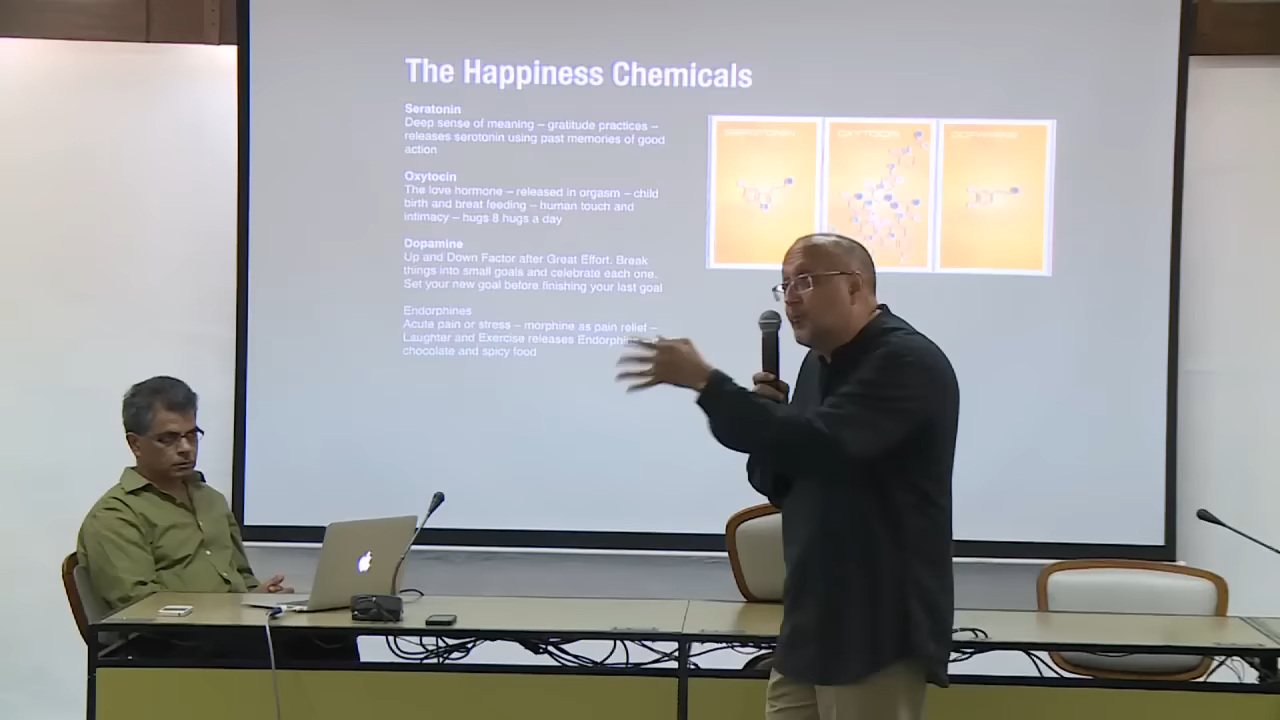 The Happiness Chemicals
Seratonin
Deep sense of meaning – gratitude practices –
releases serotonin using past memories of good
action
Oxytocin
The love hormone – released in orgasm – child
birth and breat feeding – human touch and
intimacy – hugs 8 hugs a day
Dopamine
Up and Down Factor after Great Effort. Break
things into small goals and celebrate each one.
Set your new goal before finishing your last goal
Endorphines
Acute pain or stress – morphine as pain relief –
Laughter and Exercise releases
chocolate and spicy food
SEROTONIN
OXYTOCIN
DOPAMINE